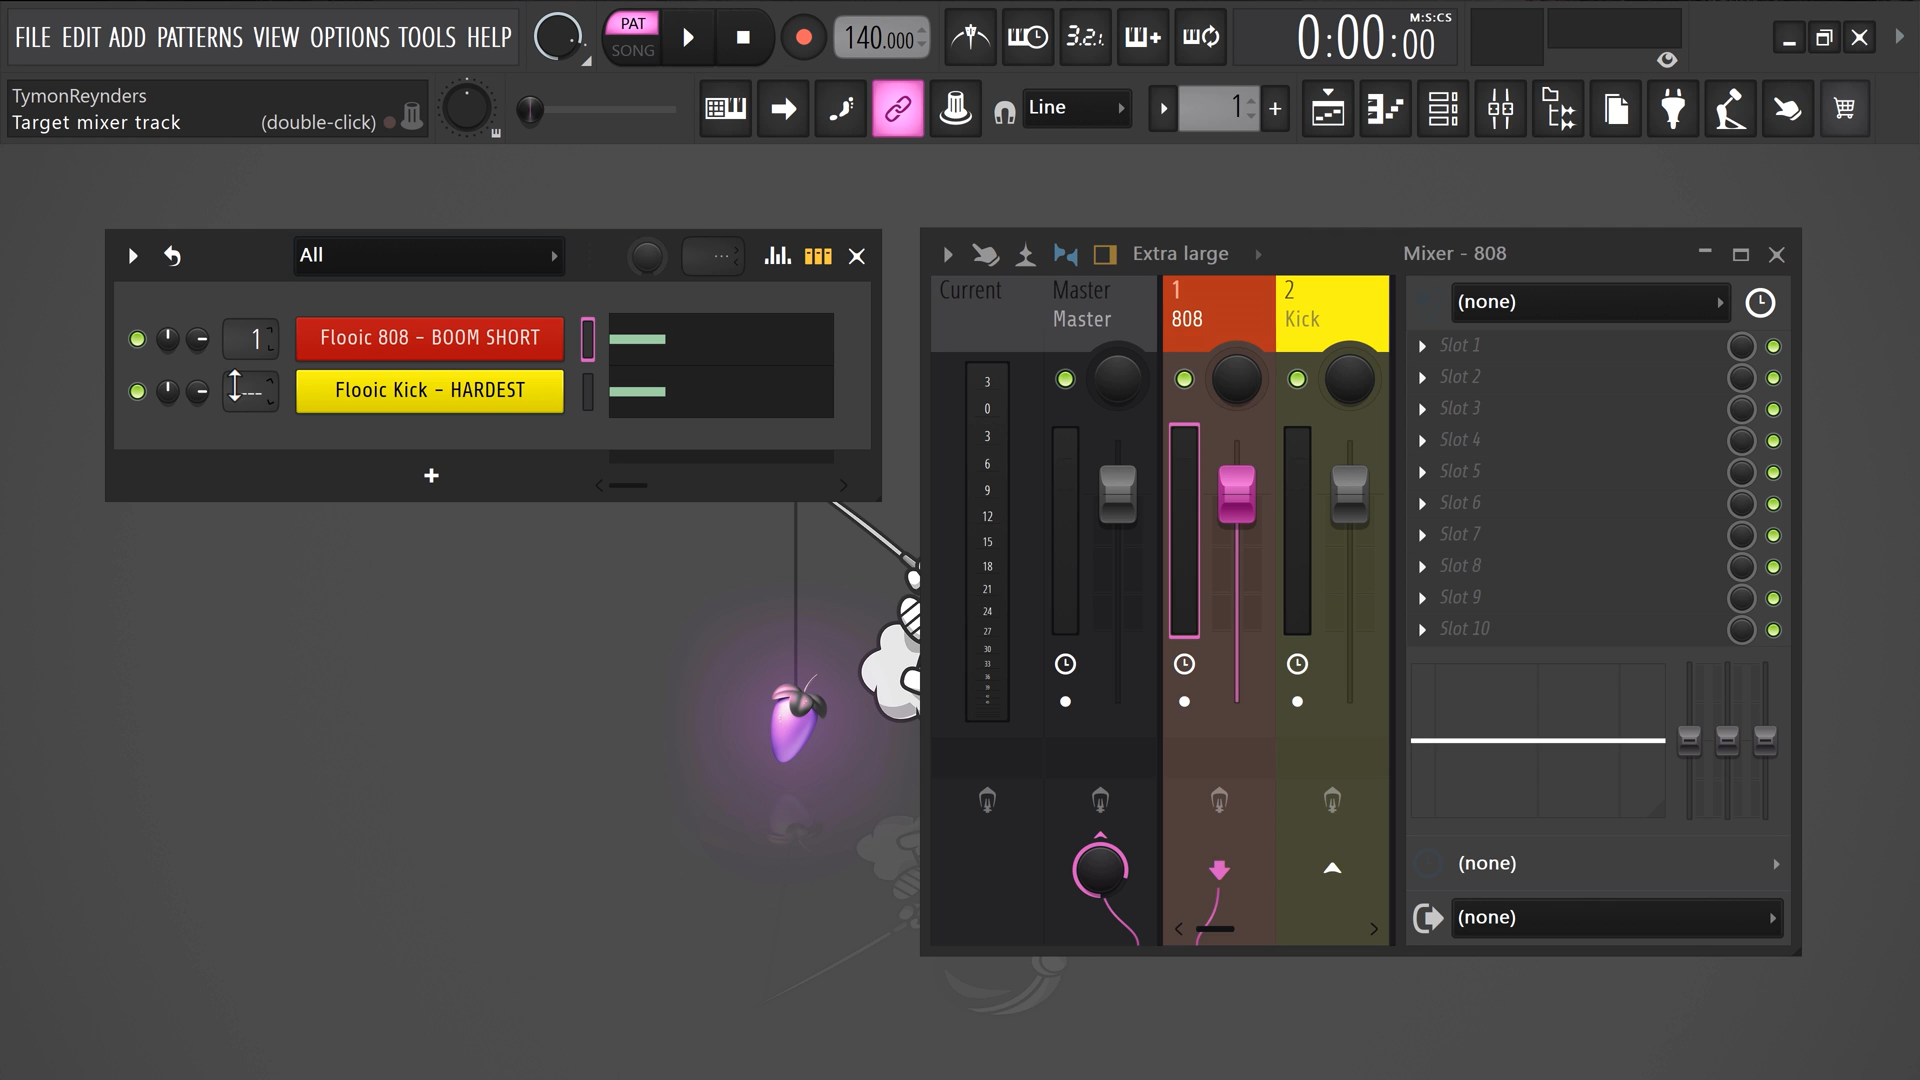 FILE EDIT ADD PATTERNS VIEW OPTIONS TOOLS HELP
PAT
SONG
140.000
3.2.1
0:00:00
M:S:CS
TymonReynders
Target mixer track
(double-click)
Line
1
+
All
...
1
Flooic 808 - BOOM SHORT
---
Flooic Kick - HARDEST
+
Extra large
Mixer - 808
Current
Master
Master
1
808
2
Kick
3
0
3
6
9
12
15
18
21
24
27
30
33
(none)
Slot 1
Slot 2
Slot 3
Slot 4
Slot 5
Slot 6
Slot 7
Slot 8
Slot 9
Slot 10
(none)
(none)